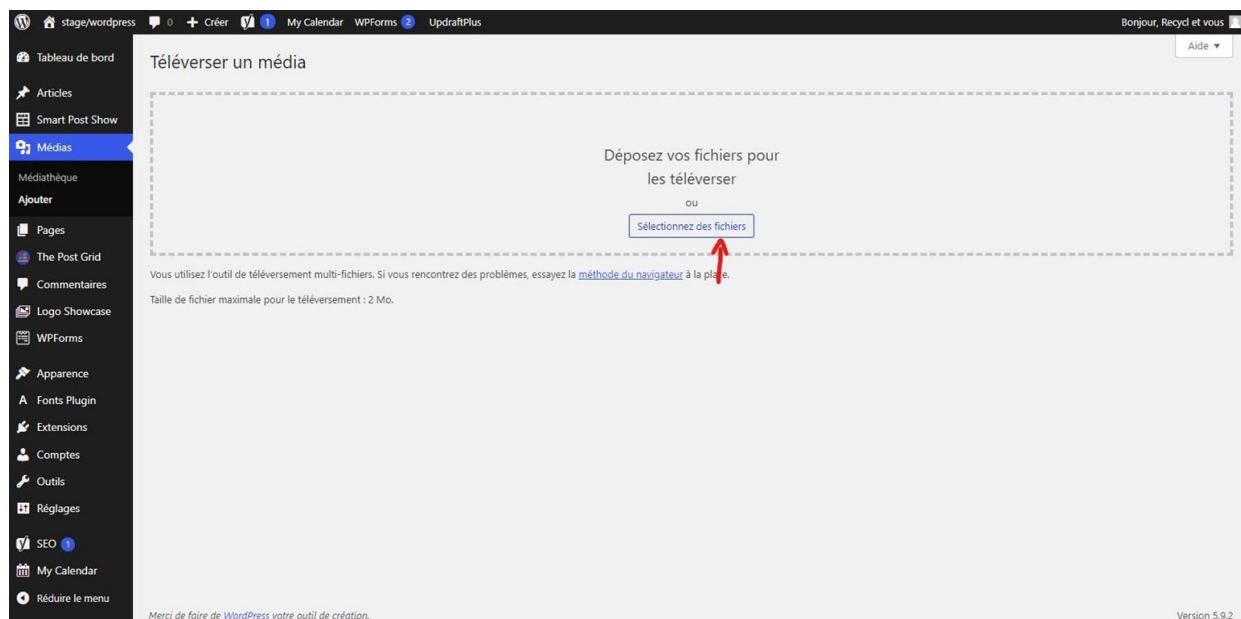 stage/wordpress 0 + Créer 1 My Calendar WPForms 2 UpdraftPlus Bonjour, Recycl et vous
Aide ▼
Tableau de bord
Articles
Smart Post Show
Médias
Médiathèque
Ajouter
Pages
The Post Grid
Commentaires
Logo Showcase
WPForms
Apparence
A Fonts Plugin
Extensions
Comptes
Outils
Réglages
SEO 1
My Calendar
Réduire le menu
Téléverser un média
Déposez vos fichiers pour
les téléverser
ou
Sélectionnez des fichiers
Vous utilisez l'outil de téléversement multi-fichiers. Si vous rencontrez des problèmes, essayez la méthode du navigateur à la place.
Taille de fichier maximale pour le téléversement : 2 Mo.
Merci de faire de WordPress votre outil de création.
Version 5.9.2